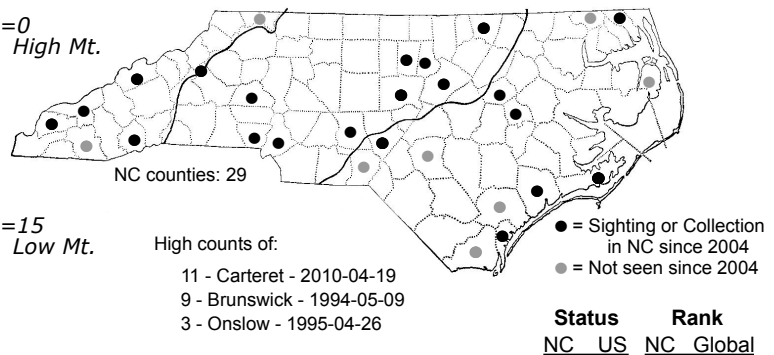 =0
High Mt.
NC counties: 29
=15
Low Mt.
High counts of:
11 - Carteret - 2010-04-19
9 - Brunswick - 1994-05-09
3 - Onslow - 1995-04-26
= Sighting or Collection
in NC since 2004
= Not seen since 2004
Status Rank
NC US NC Global